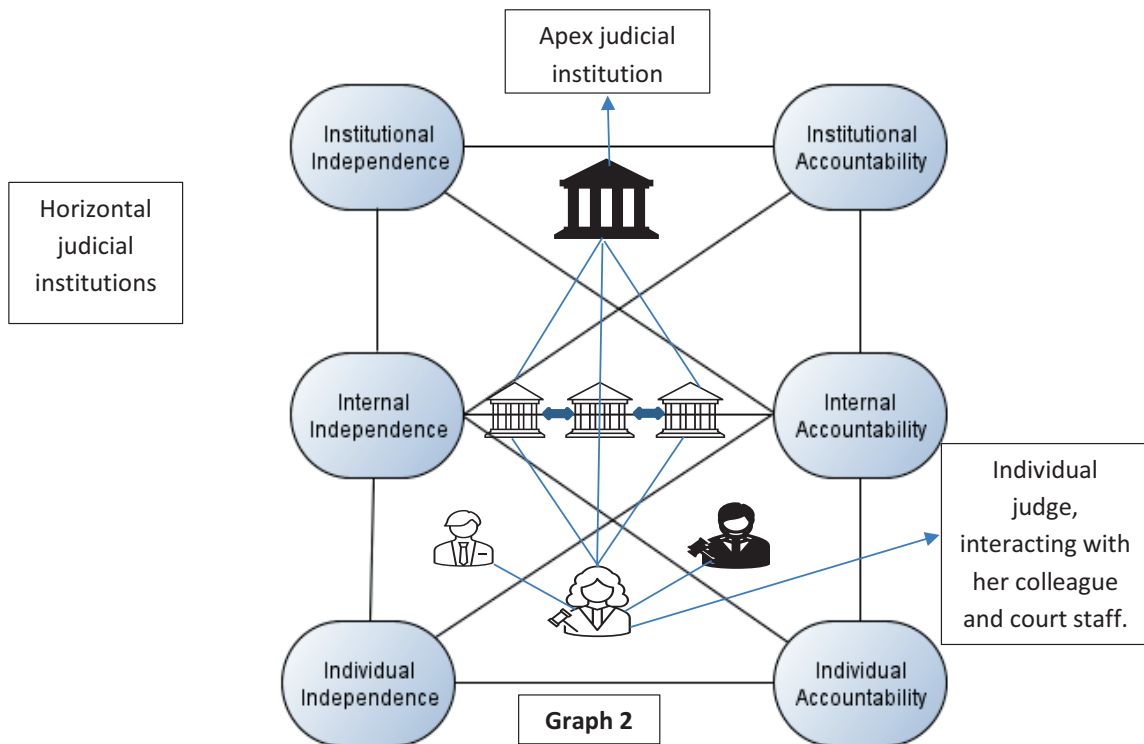 Apex judicial
institution
Institutional
Independence
Institutional
Accountability
Horizontal
judicial
institutions
Internal
Independence
Internal
Accountability
Individual
judge,
interacting with
her colleague
and court staff.
Individual
Independence
Individual
Accountability
Graph 2